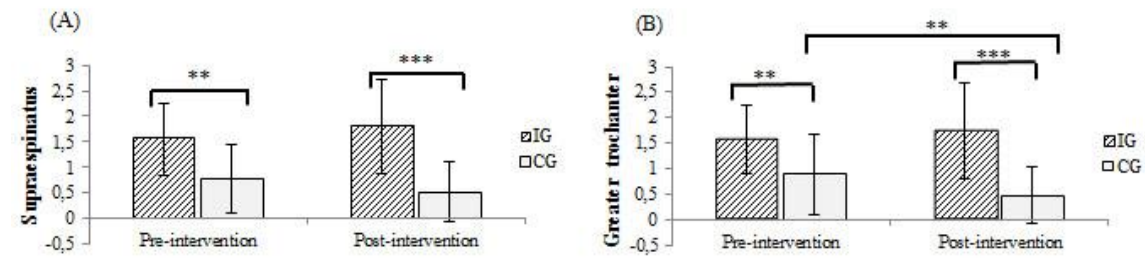 (A)
**
***
3
2,5
2
1,5
1
0,5
0
-0,5
Supraespinatus
Pre-intervention
Post-intervention
IG
CG
(B)
**
**
***
3
2,5
2
1,5
1
0,5
0
-0,5
Greater trochanter
Pre-intervention
Post-intervention
IG
CG